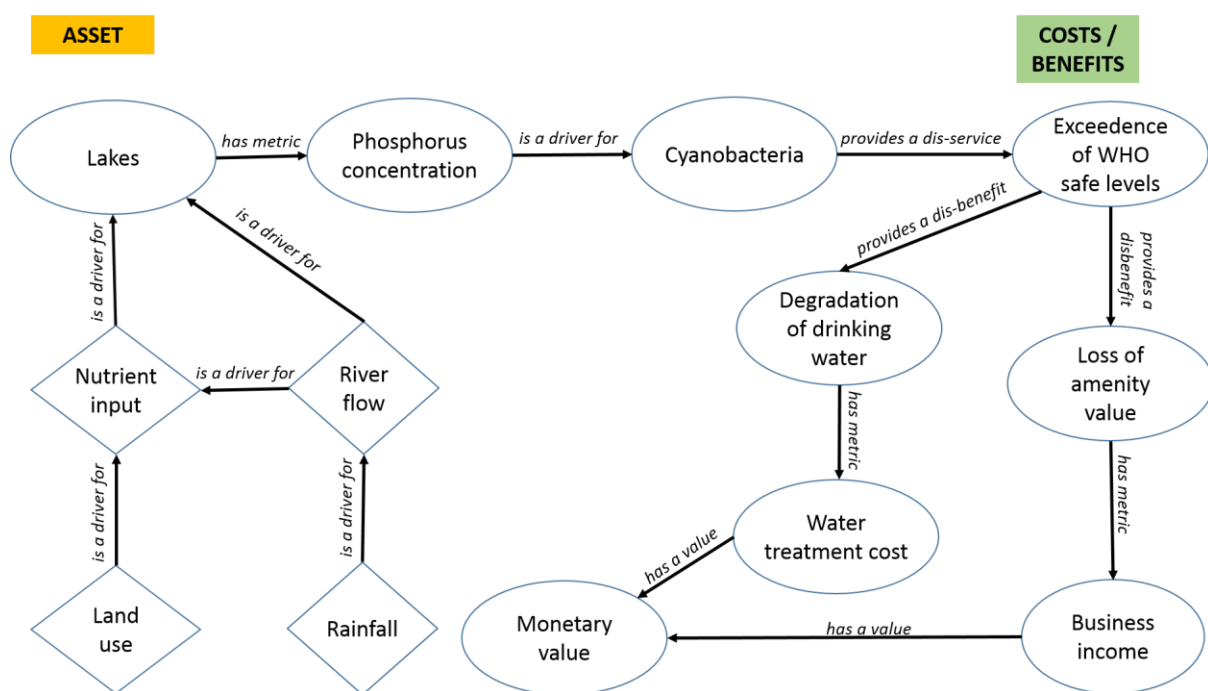 ASSET
COSTS /
BENEFITS
Lakes
has metric
Phosphorus
concentration
is a driver for
Cyanobacteria
provides a dis-service
Exceedence
of WHO
safe levels
is a driver for
is a driver for
provides a dis-benefit
provides a
disbenefit
Degradation
of drinking
water
Nutrient
input
is a driver for
River
flow
Loss of
amenity
value
has metric
has metric
is a driver for
is a driver for
Water
treatment cost
has a value
Land
use
Rainfall
Monetary
value
has a value
Business
income